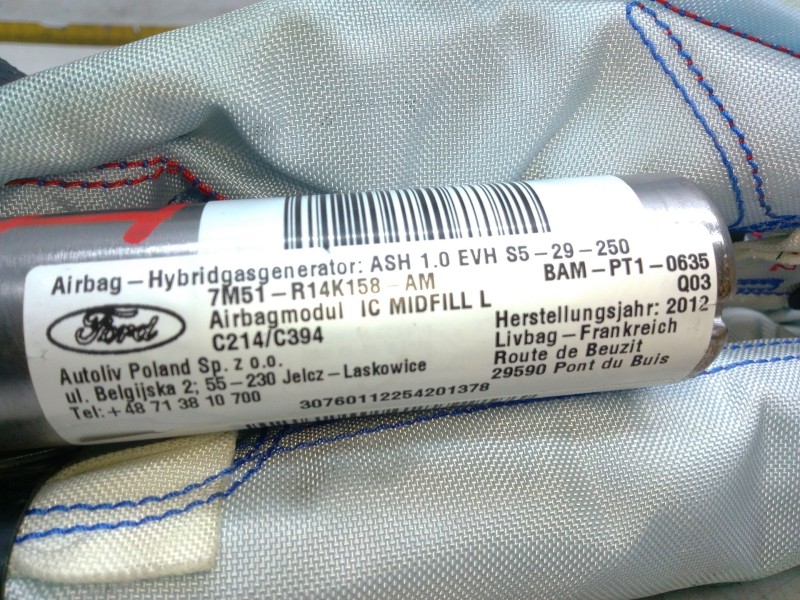 Airbag-Hybridgasgenerator: ASH 1.0 EVH S5-29-250
7M51-R14K158-AM
BAM-PT1-0635
Ford
Airbagmodul IC MIDFILL L
Q03
C214/C394
Herstellungsjahr: 2012
Autoliv Poland Sp. z o.o.
Livbag-Frankreich
ul. Belgijska 2; 55-230 Jelcz-Laskowice
Route de Beuzit
Tel: +48 71 38 10 700
29590 Pont du Buis
30760112254201378